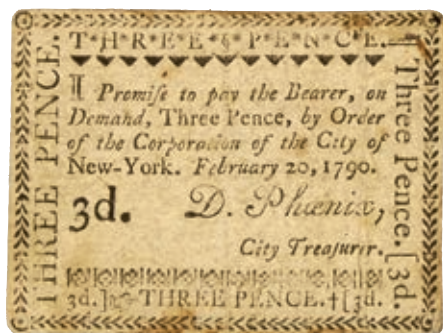 T*H*R*E*E * P*E*N*C*E.
I Promiſe to pay the Bearer, on
Demand, Three Pence, by Order
of the Corporation of the City of
New-York. February 20, 1790.
3d. D. Phœnix,
City Treaſurer.
3d.] THREE PENCE.†[3d.
THREE PENCE.
Three Pence.[3d.